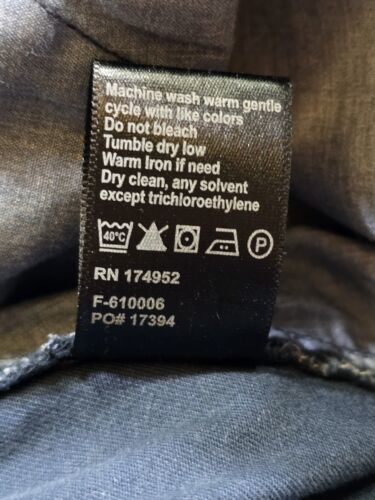 Machine wash warm gentle
cycle with like colors
Do not bleach
Tumble dry low
Warm Iron if need
Dry clean, any solvent
except trichloroethylene
40°C P
RN 174952
F-610006
PO# 17394